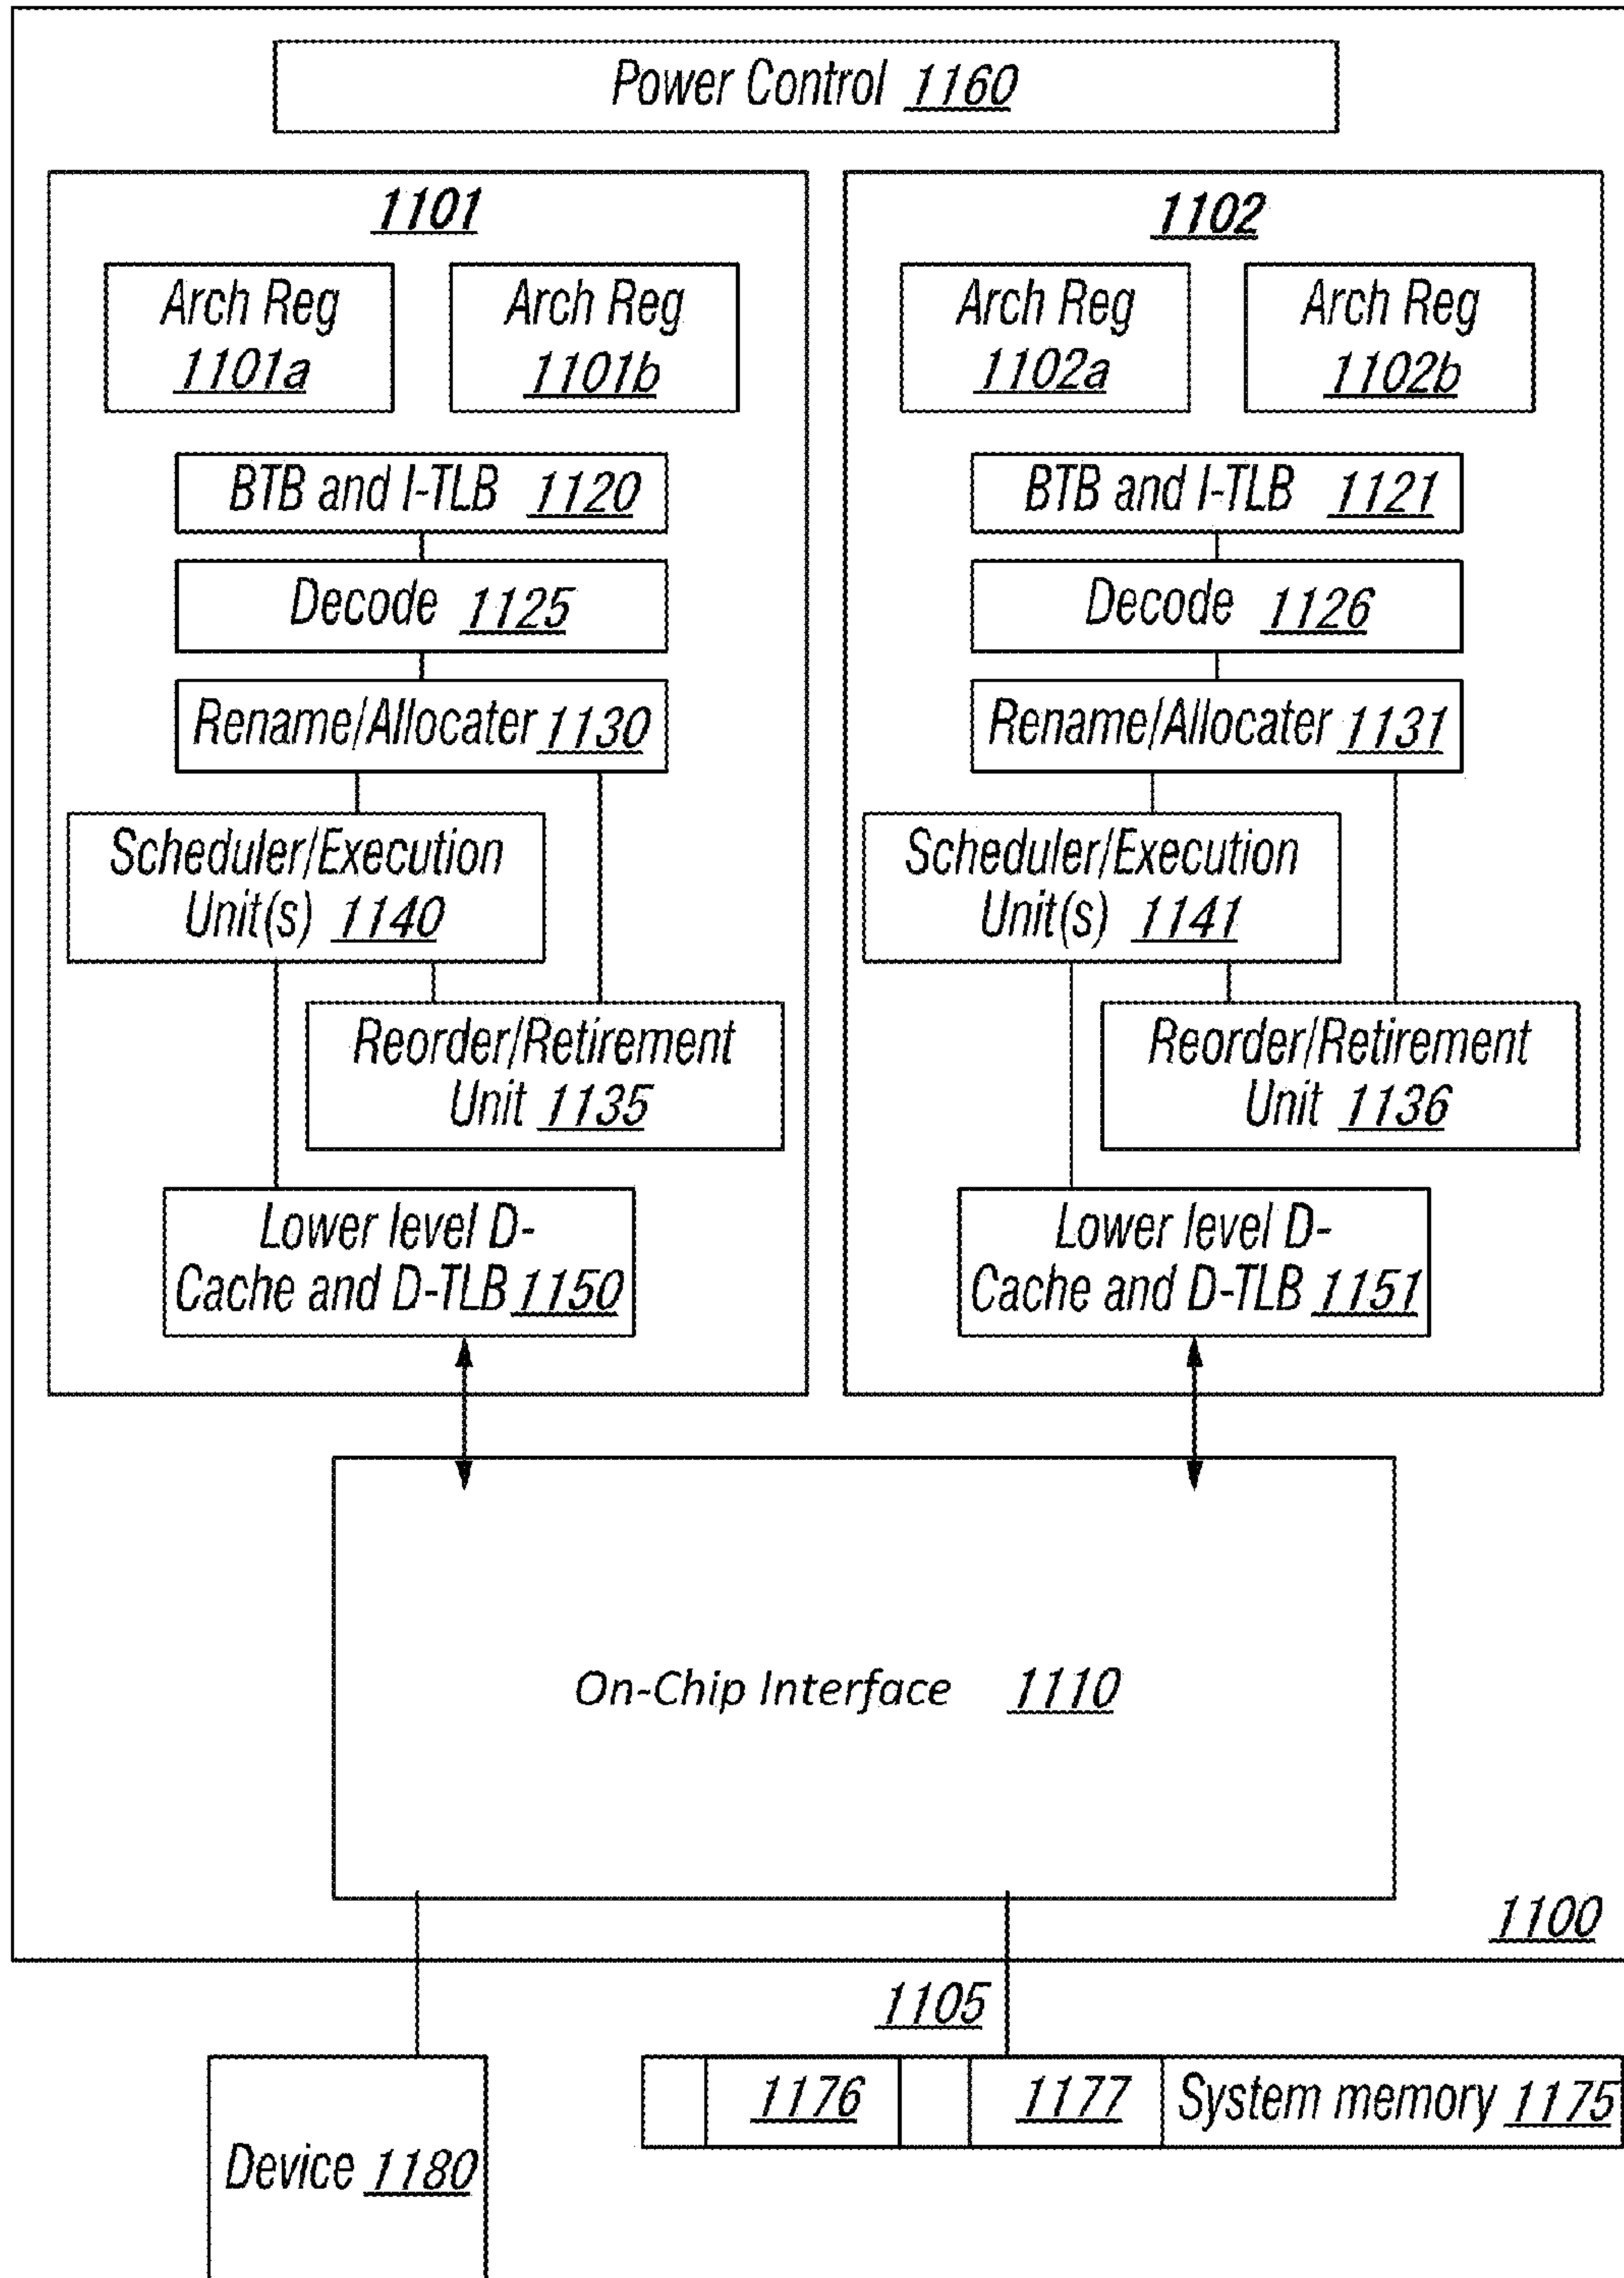 Power Control 1160
1101
Arch Reg
1101a
Arch Reg
1101b
BTB and I-TLB 1120
Decode 1125
Rename/Allocater 1130
Scheduler/Execution
Unit(s) 1140
Reorder/Retirement
Unit 1135
Lower level D-
Cache and D-TLB 1150
1102
Arch Reg
1102a
Arch Reg
1102b
BTB and I-TLB 1121
Decode 1126
Rename/Allocater 1131
Scheduler/Execution
Unit(s) 1141
Reorder/Retirement
Unit 1136
Lower level D-
Cache and D-TLB 1151
On-Chip Interface 1110
1100
1105
1176
1177
System memory 1175
Device 1180